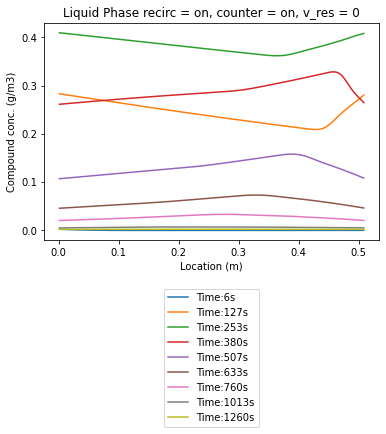 Liquid Phase recirc = on, counter = on, v_res = 0
Compound conc. (g/m3)
0.4
0.3
0.2
0.1
0.0
0.0
0.1
0.2
0.3
0.4
0.5
Location (m)
Time:6s
Time:127s
Time:253s
Time:380s
Time:507s
Time:633s
Time:760s
Time:1013s
Time:1260s